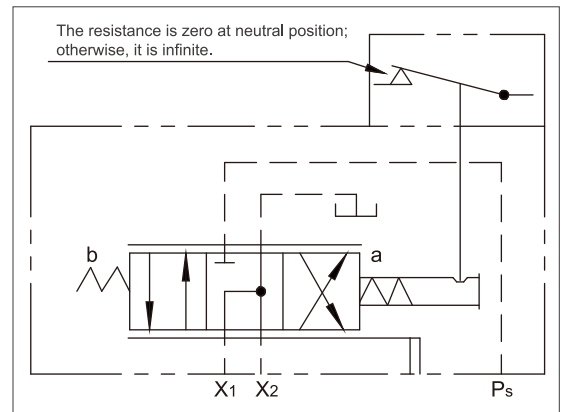 The resistance is zero at neutral position;
otherwise, it is infinite.
b
a
X1
X2
Ps